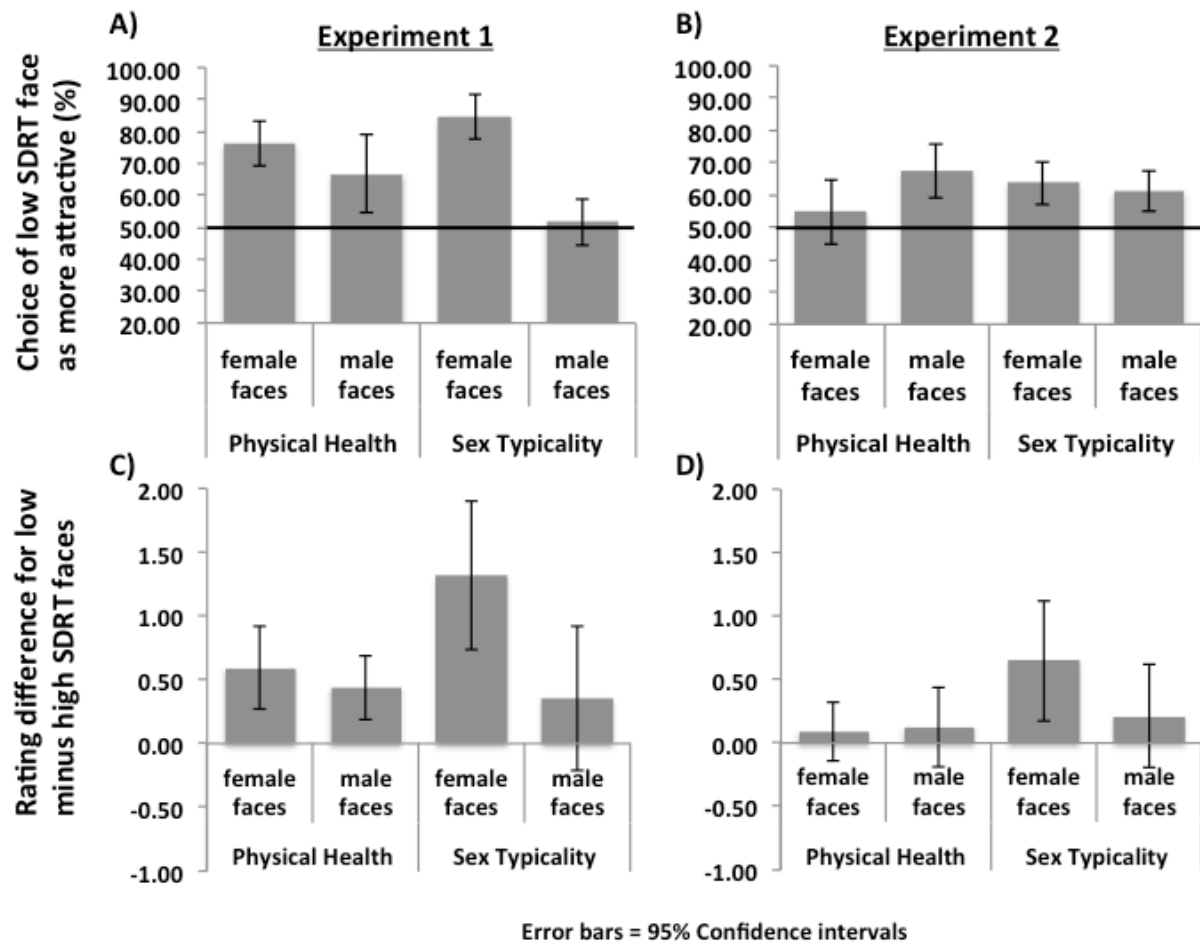 A)
Experiment 1
B)
Experiment 2
Choice of low SDRT face
as more attractive (%)
100.00
90.00
80.00
70.00
60.00
50.00
40.00
30.00
20.00
female
faces
male
faces
female
faces
male
faces
Physical Health
Sex Typicality
100.00
90.00
80.00
70.00
60.00
50.00
40.00
30.00
20.00
female
faces
male
faces
female
faces
male
faces
Physical Health
Sex Typicality
C)
Rating difference for low
minus high SDRT faces
2.00
1.50
1.00
0.50
0.00
-0.50
-1.00
female
faces
male
faces
female
faces
male
faces
Physical Health
Sex Typicality
D)
2.00
1.50
1.00
0.50
0.00
-0.50
-1.00
female
faces
male
faces
female
faces
male
faces
Physical Health
Sex Typicality
Error bars = 95% Confidence intervals